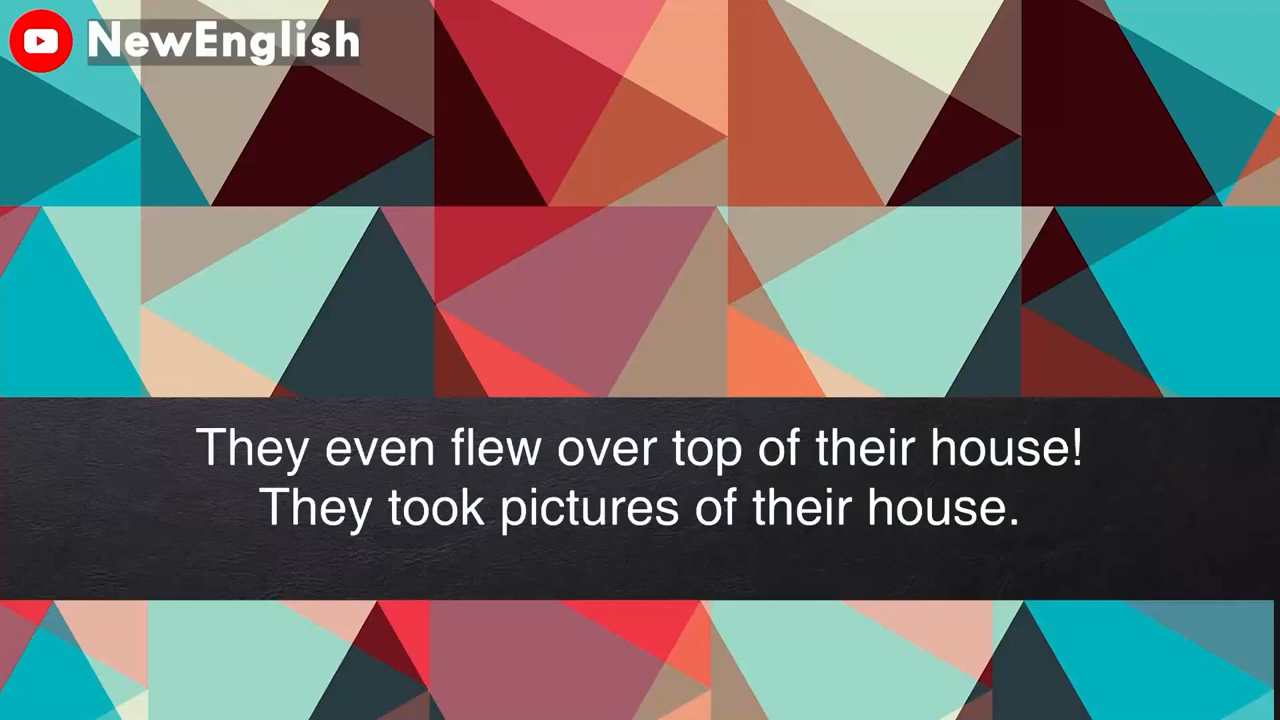 NewEnglish
They even flew over top of their house!
They took pictures of their house.